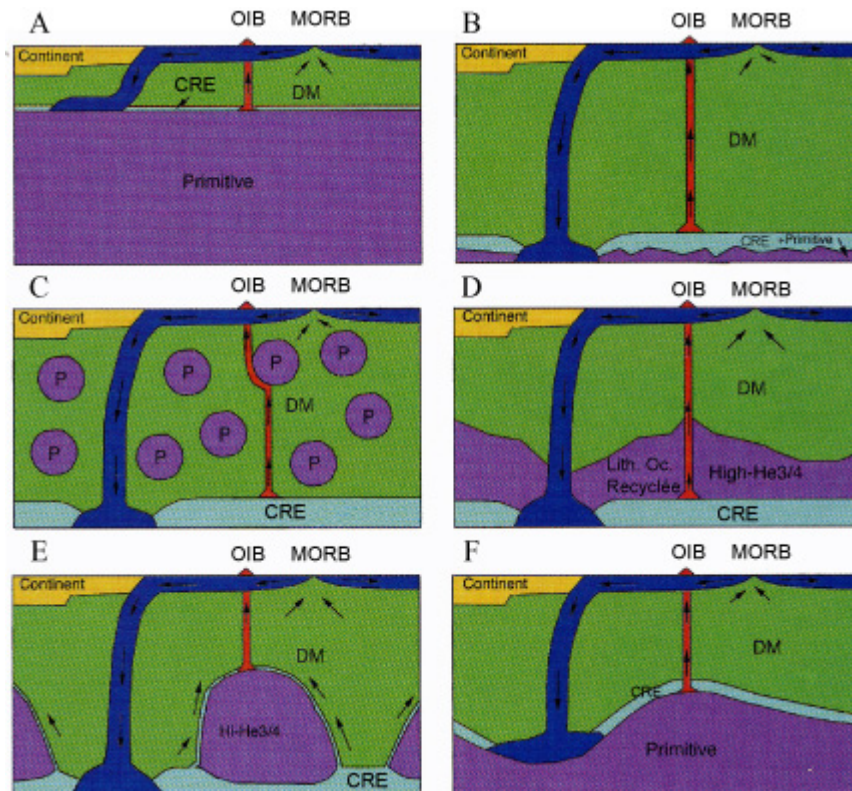 A
OIB MORB
Continent
CRE
DM
Primitive
B
OIB MORB
Continent
DM
CRE +Primitive
C
OIB MORB
Continent
P
P
P
P
DM
P
P
P
P
CRE
D
OIB MORB
Continent
DM
Lith. Oc. High-He3/4
Recyclée
CRE
E
OIB MORB
Continent
DM
Hi-He3/4
CRE
F
OIB MORB
Continent
DM
CRE
Primitive